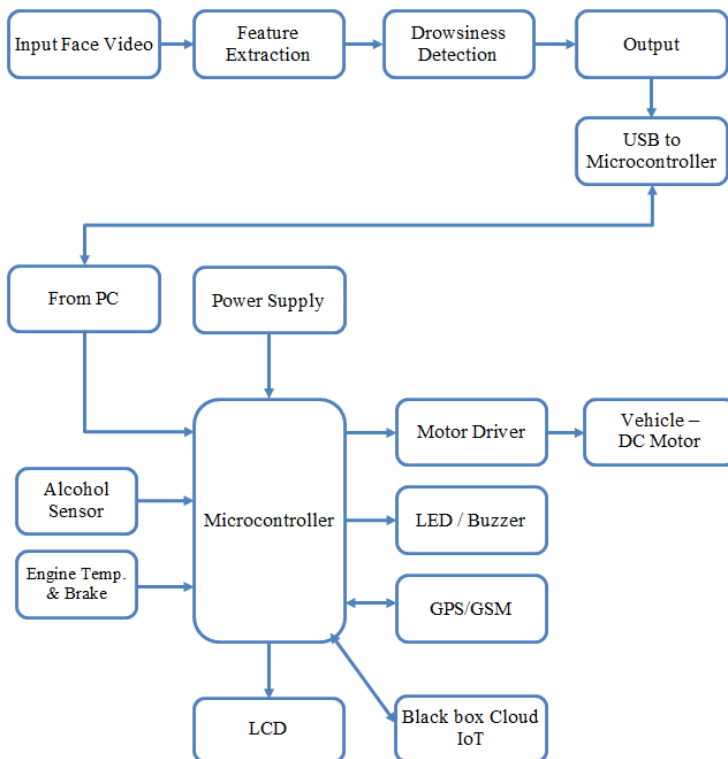 Input Face Video
Feature
Extraction
Drowsiness
Detection
Output
USB to
Microcontroller
From PC
Power Supply
Microcontroller
Motor Driver
Vehicle –
DC Motor
Alcohol
Sensor
LED / Buzzer
Engine Temp.
& Brake
GPS/GSM
LCD
Black box Cloud
IoT